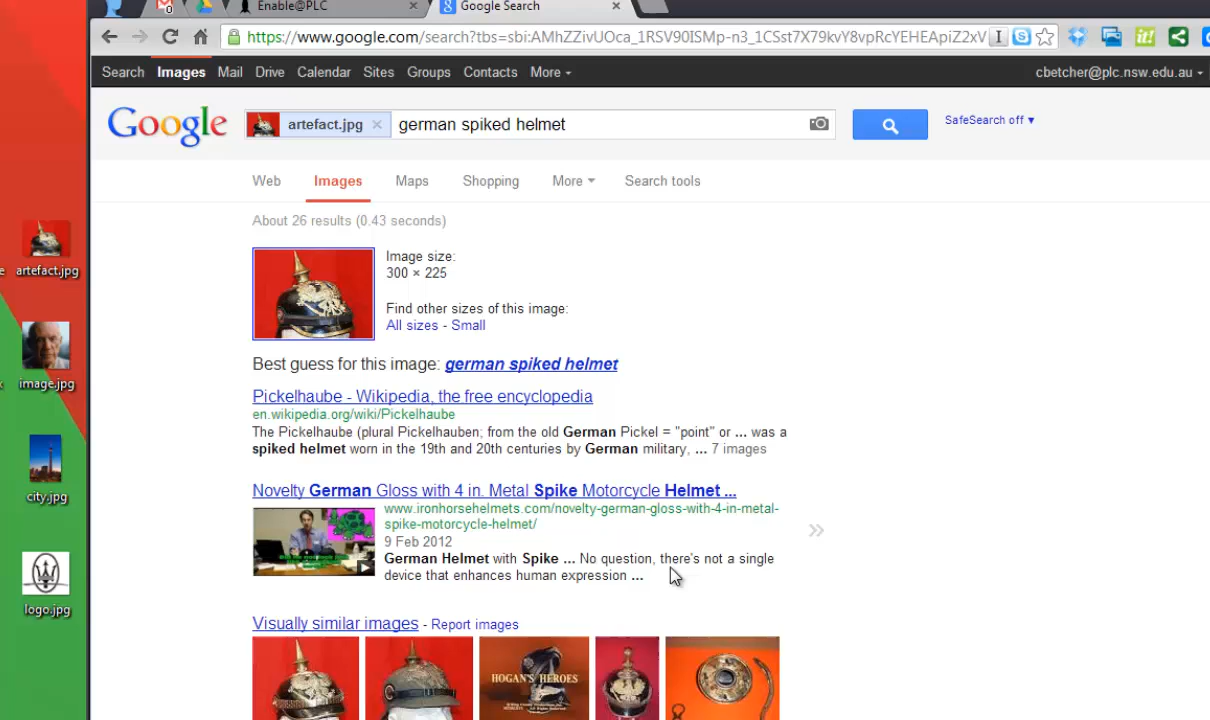 Enable@PLC × Google Search ×
https://www.google.com/search?tbs=sbi:AMhZZivUOca_1RSV90ISMp-n3_1CSst7X79kvY8vpRcYEHEApiZ2xV
Search Images Mail Drive Calendar Sites Groups Contacts More
cbetcher@plc.nsw.edu.au
Google artefact.jpg × german spiked helmet SafeSearch off ▼
Web Images Maps Shopping More Search tools
About 26 results (0.43 seconds)
Image size:
300 × 225
Find other sizes of this image:
All sizes - Small
Best guess for this image: german spiked helmet
Pickelhaube - Wikipedia, the free encyclopedia
en.wikipedia.org/wiki/Pickelhaube
The Pickelhaube (plural Pickelhauben; from the old German Pickel = "point" or ... was a
spiked helmet worn in the 19th and 20th centuries by German military, ... 7 images
Novelty German Gloss with 4 in. Metal Spike Motorcycle Helmet ...
www.ironhorsehelmets.com/novelty-german-gloss-with-4-in-metal-
spike-motorcycle-helmet/
9 Feb 2012
German Helmet with Spike ... No question, there's not a single
device that enhances human expression ...
Visually similar images - Report images
HOGAN'S HEROES
artefact.jpg
image.jpg
city.jpg
logo.jpg